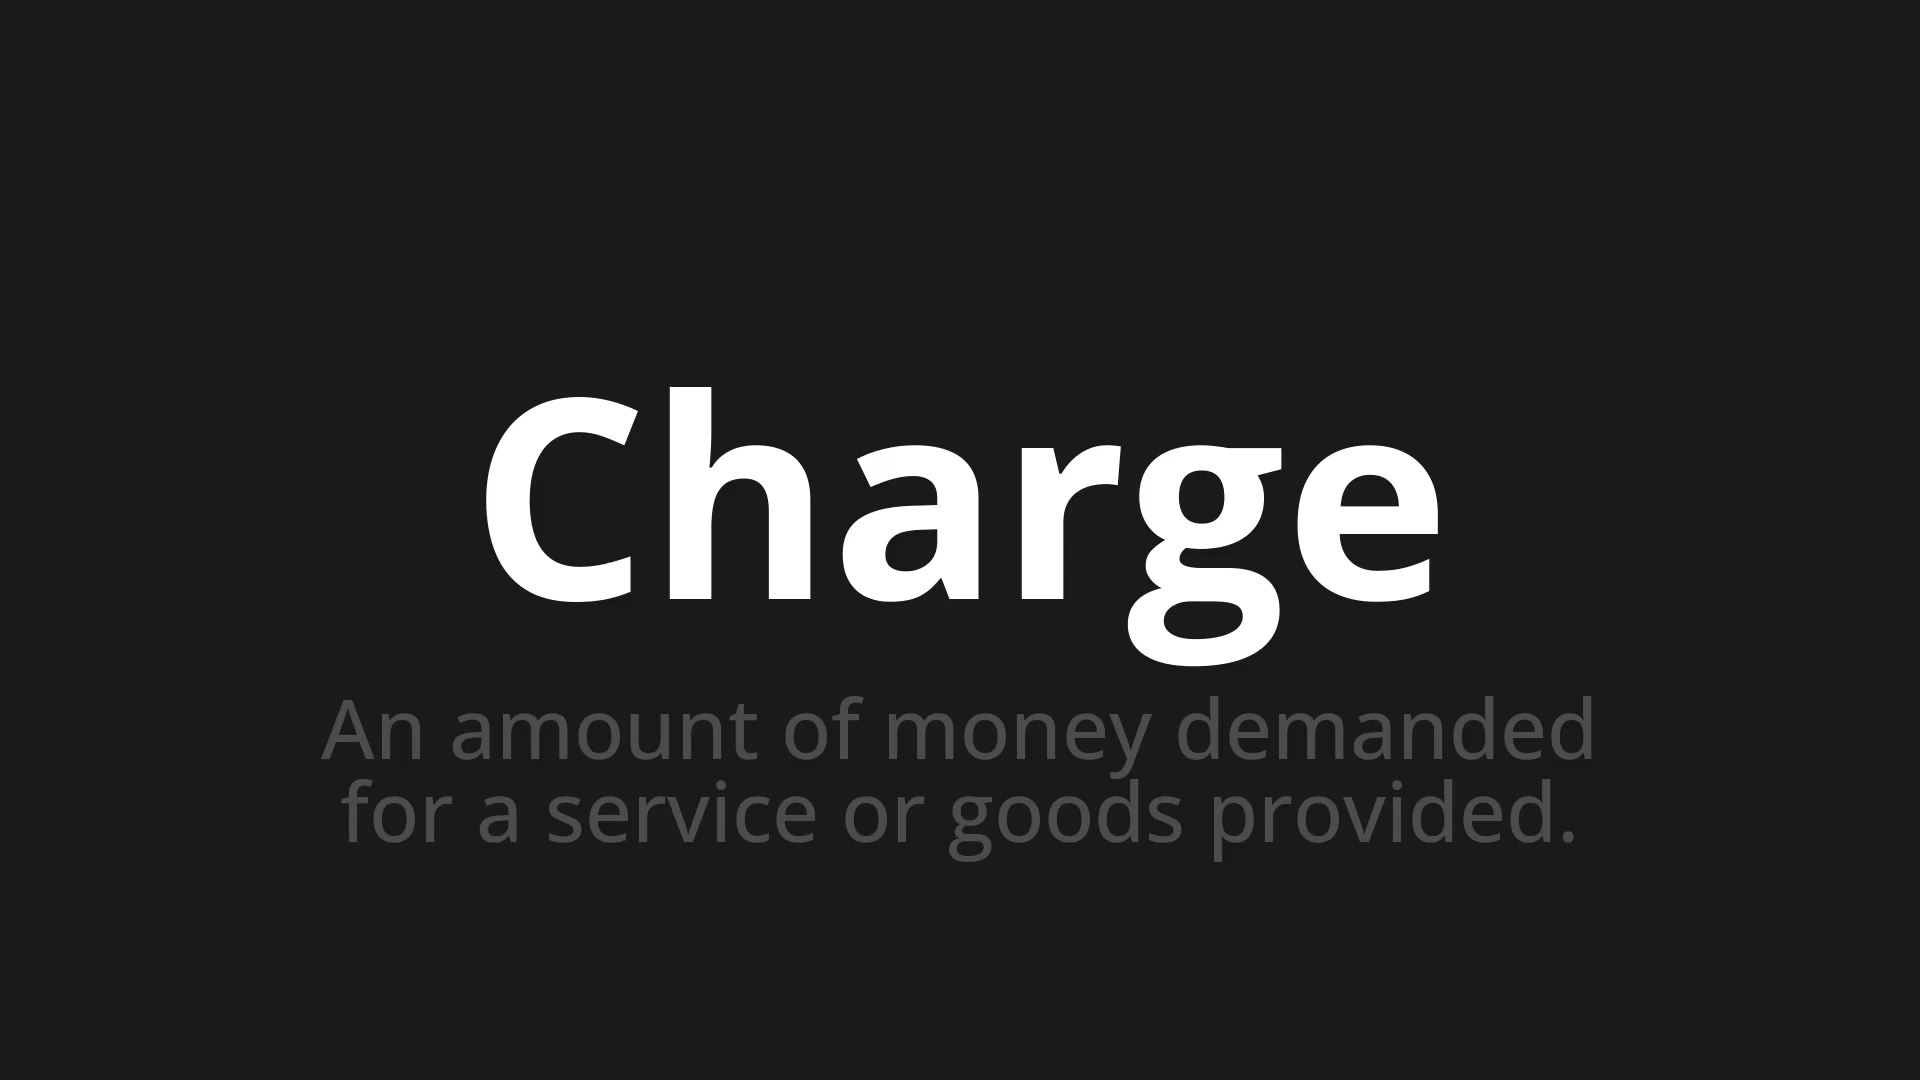 Charge
An amount of money demanded
for a service or goods provided.